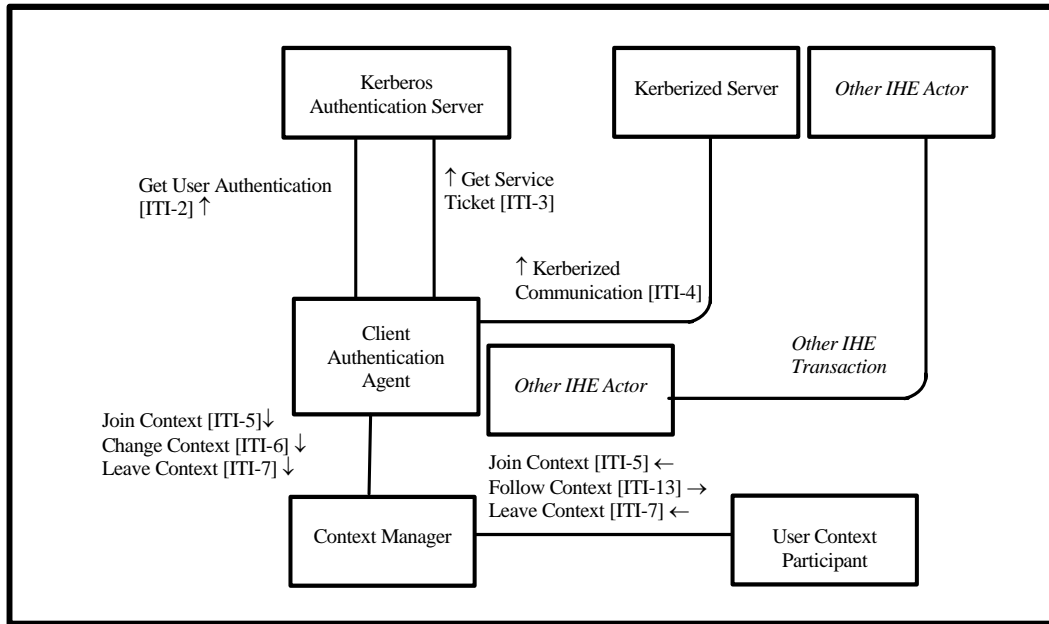 Kerberos
Authentication Server
Kerberized Server
Other IHE Actor
Get User Authentication
[ITI-2] ↑
↑ Get Service
Ticket [ITI-3]
↑ Kerberized
Communication [ITI-4]
Client
Authentication
Agent
Other IHE Actor
Other IHE
Transaction
Join Context [ITI-5]↓
Change Context [ITI-6] ↓
Leave Context [ITI-7] ↓
Join Context [ITI-5] ←
Follow Context [ITI-13] →
Leave Context [ITI-7] ←
Context Manager
User Context
Participant